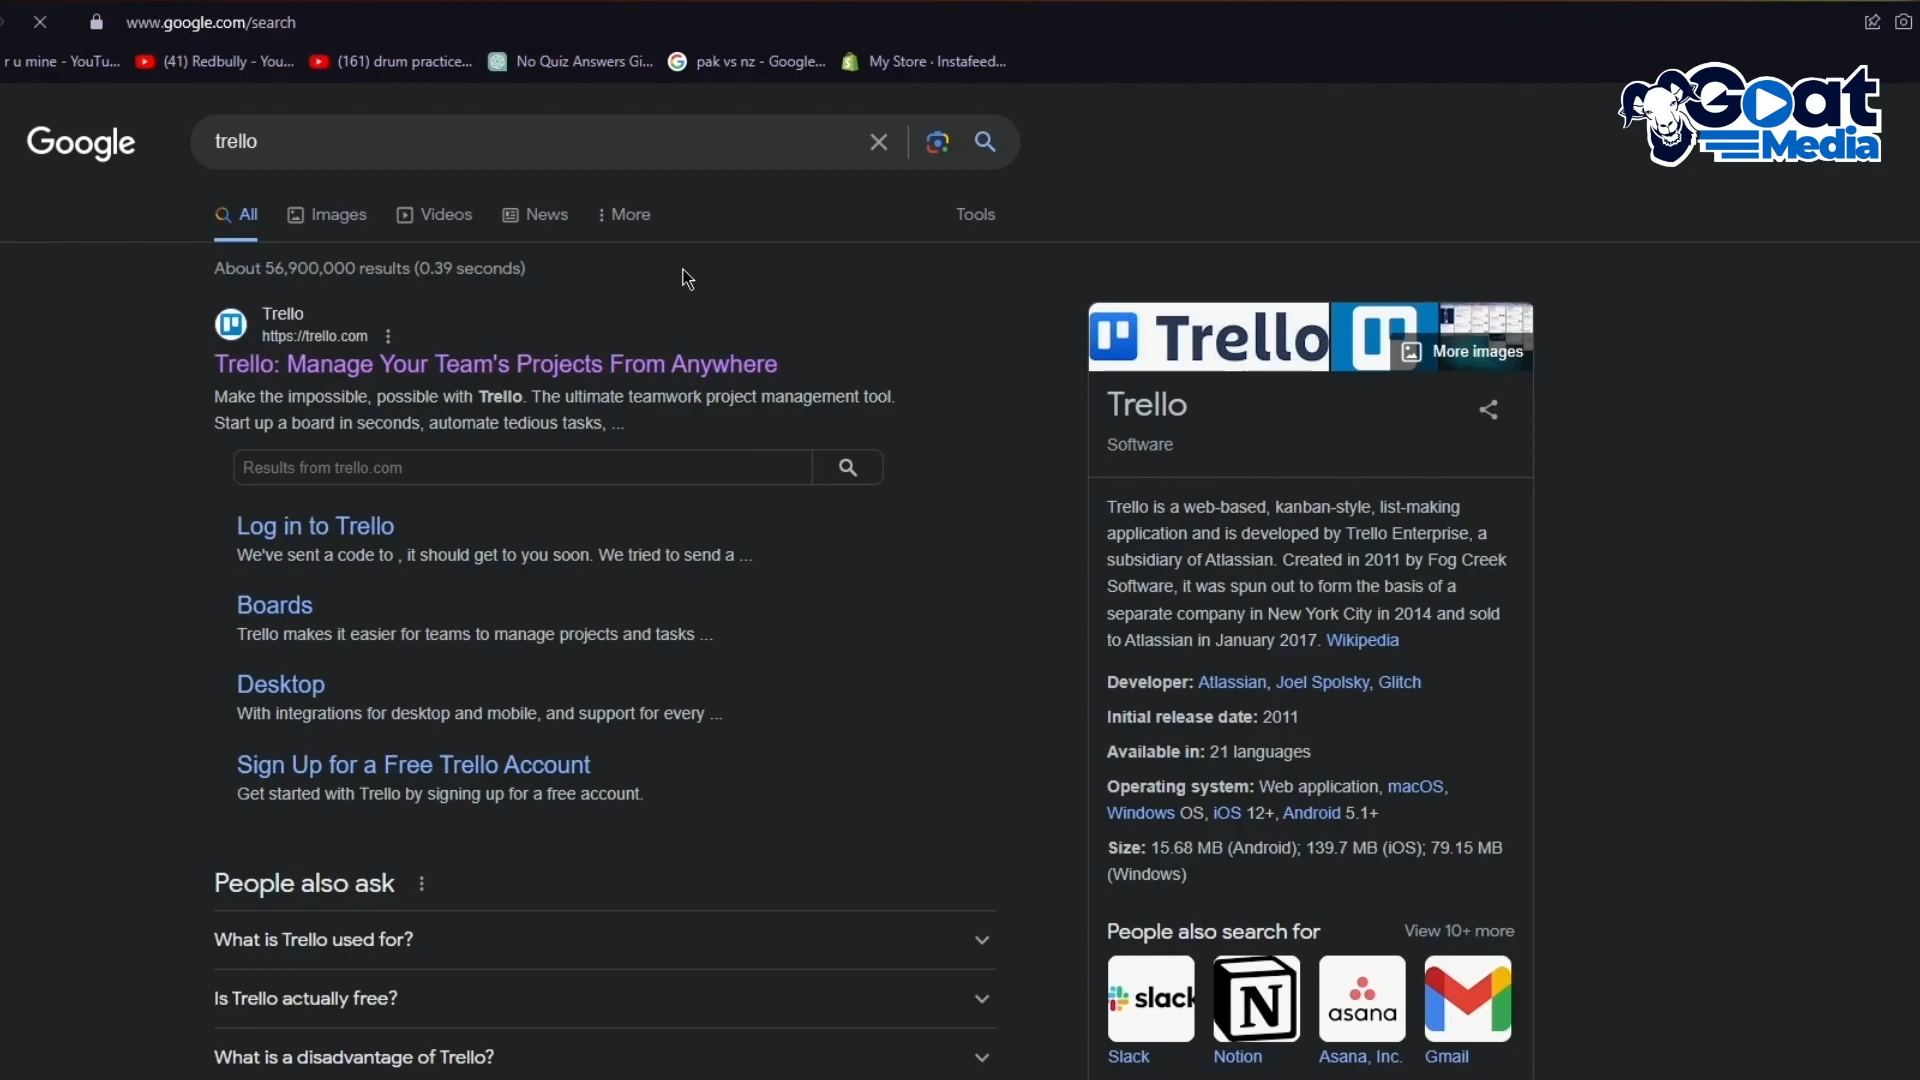 www.google.com/search
r u mine - YouTu...
(41) Redbully - You...
(161) drum practice...
No Quiz Answers Gi...
pak vs nz - Google...
My Store · Instafeed...
Goat
Media
Google
trello
All
Images
Videos
News
More
Tools
About 56,900,000 results (0.39 seconds)
Trello
https://trello.com
Trello: Manage Your Team's Projects From Anywhere
Make the impossible, possible with Trello. The ultimate teamwork project management tool.
Start up a board in seconds, automate tedious tasks, ...
Results from trello.com
Log in to Trello
We've sent a code to , it should get to you soon. We tried to send a ...
Boards
Trello makes it easier for teams to manage projects and tasks ...
Desktop
With integrations for desktop and mobile, and support for every ...
Sign Up for a Free Trello Account
Get started with Trello by signing up for a free account.
People also ask
What is Trello used for?
Is Trello actually free?
What is a disadvantage of Trello?
Trello
More images
Trello
Software
Trello is a web-based, kanban-style, list-making
application and is developed by Trello Enterprise, a
subsidiary of Atlassian. Created in 2011 by Fog Creek
Software, it was spun out to form the basis of a
separate company in New York City in 2014 and sold
to Atlassian in January 2017. Wikipedia
Developer: Atlassian, Joel Spolsky, Glitch
Initial release date: 2011
Available in: 21 languages
Operating system: Web application, macOS,
Windows OS, iOS 12+, Android 5.1+
Size: 15.68 MB (Android); 139.7 MB (iOS); 79.15 MB
(Windows)
People also search for
View 10+ more
slack
N
asana
Slack
Notion
Asana, Inc.
Gmail